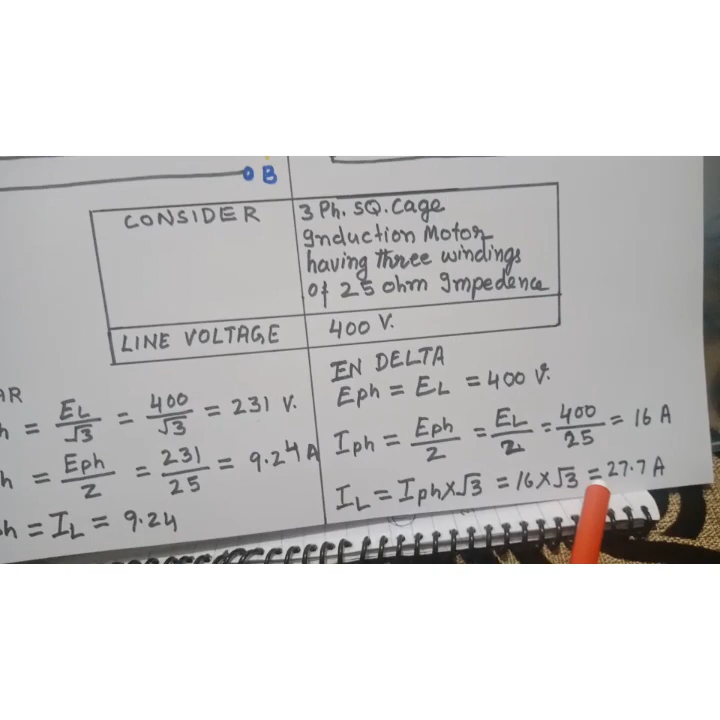 B
CONSIDER
3 Ph. SQ. Cage
Induction Motor
having three windings
of 25 ohm Impedence
LINE VOLTAGE
400 V.
AR
h = EL/√3 = 400/√3 = 231 V.
h = Eph/Z = 231/25 = 9.24 A
h = IL = 9.24
IN DELTA
Eph = EL = 400 V.
Iph = Eph/Z = EL/Z = 400/25 = 16 A
IL = Iph×√3 = 16×√3 = 27.7 A